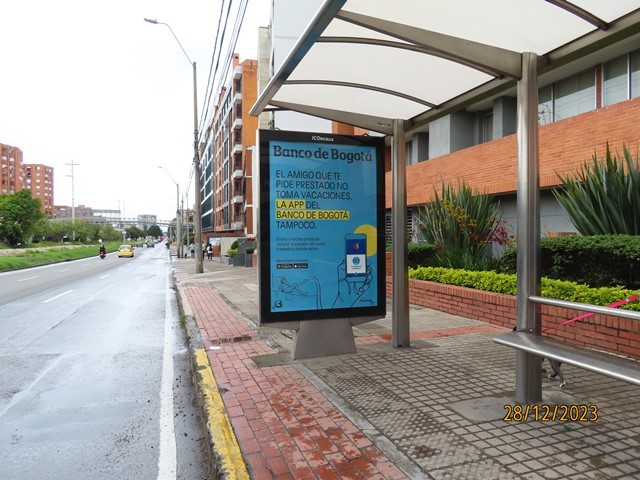 JCDecaux
Banco de Bogotá
EL AMIGO QUE TE
PIDE PRESTADO NO
TOMA VACACIONES,
LA APP DEL
BANCO DE BOGOTÁ
TAMPOCO.
28/12/2023